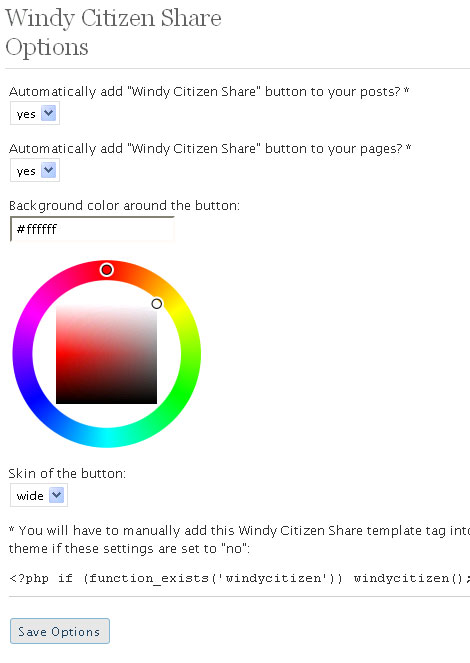 Windy Citizen Share
Options
Automatically add "Windy Citizen Share" button to your posts? *
yes
Automatically add "Windy Citizen Share" button to your pages? *
yes
Background color around the button:
#ffffff
Skin of the button:
wide
* You will have to manually add this Windy Citizen Share template tag into
theme if these settings are set to "no":
<?php if (function_exists('windycitizen')) windycitizen();
Save Options